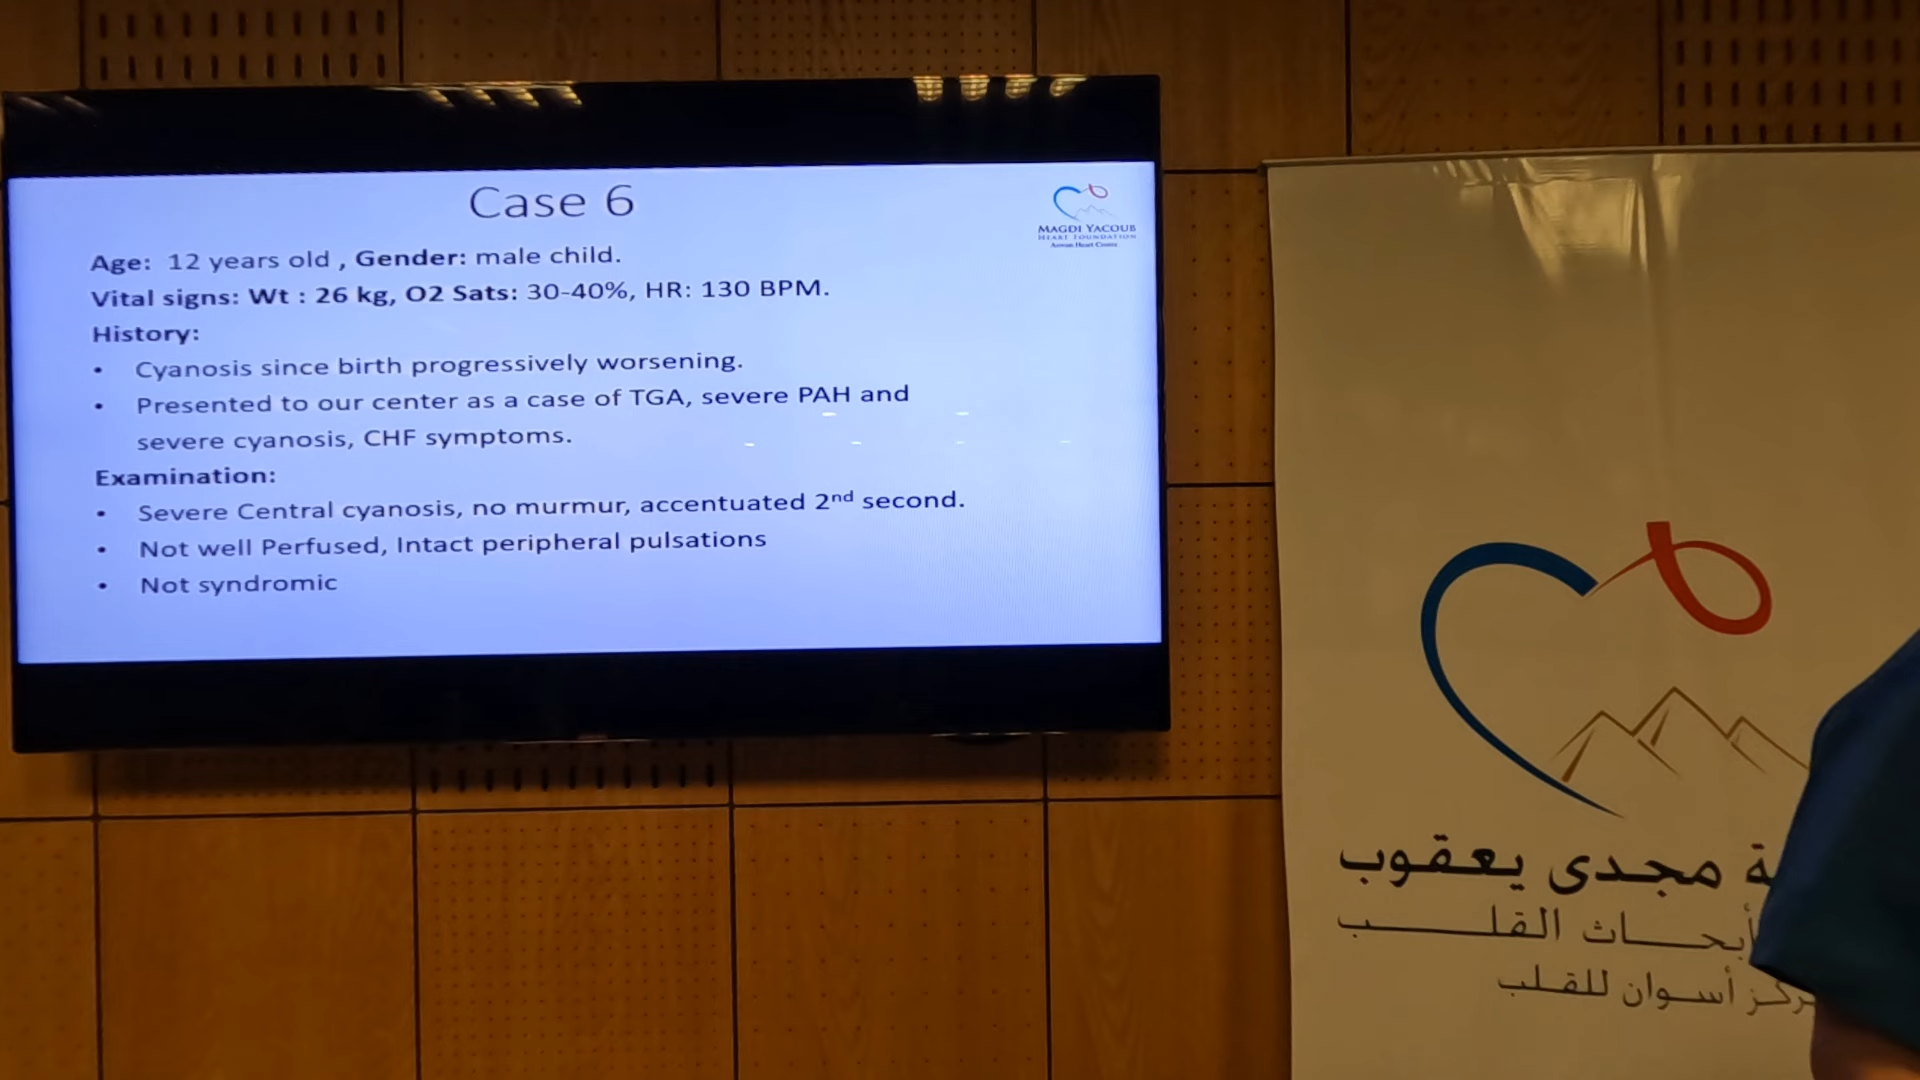 Case 6
MAGDI YACOUB
HEART FOUNDATION
Aswan Heart Centre
Age: 12 years old , Gender: male child.
Vital signs: Wt : 26 kg, O2 Sats: 30-40%, HR: 130 BPM.
History:
• Cyanosis since birth progressively worsening.
• Presented to our center as a case of TGA, severe PAH and
severe cyanosis, CHF symptoms.
Examination:
• Severe Central cyanosis, no murmur, accentuated 2nd second.
• Not well Perfused, Intact peripheral pulsations
• Not syndromic
مجدى يعقوب
القلب
أسوان للقلب